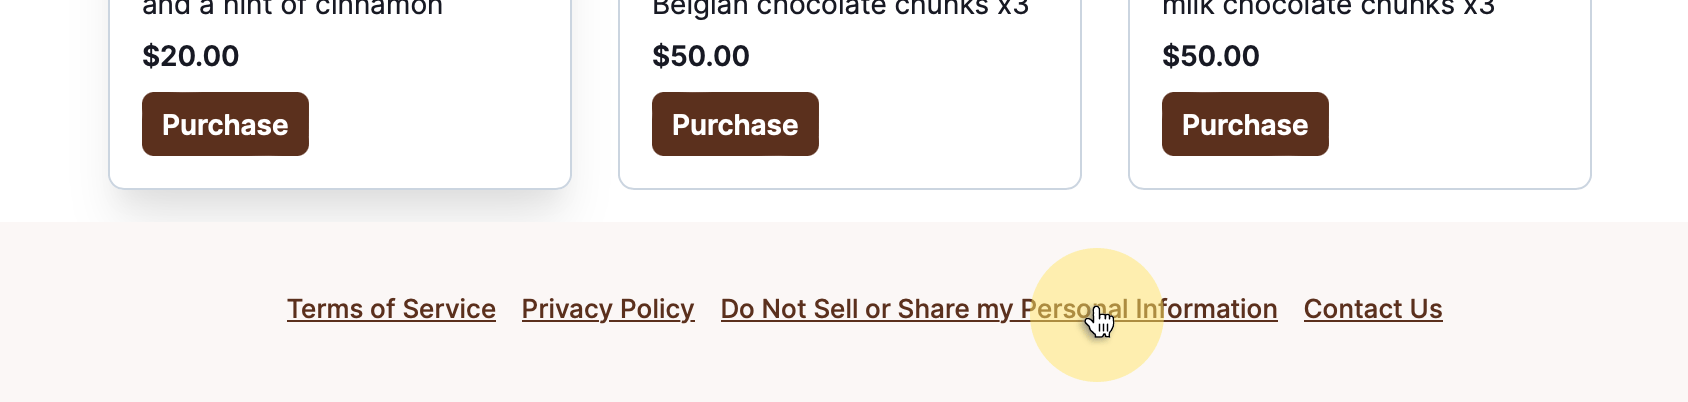 and a hint of cinnamon
$20.00
Purchase
Belgian chocolate chunks x3
$50.00
Purchase
milk chocolate chunks x3
$50.00
Purchase
Terms of Service Privacy Policy Do Not Sell or Share my Personal Information Contact Us